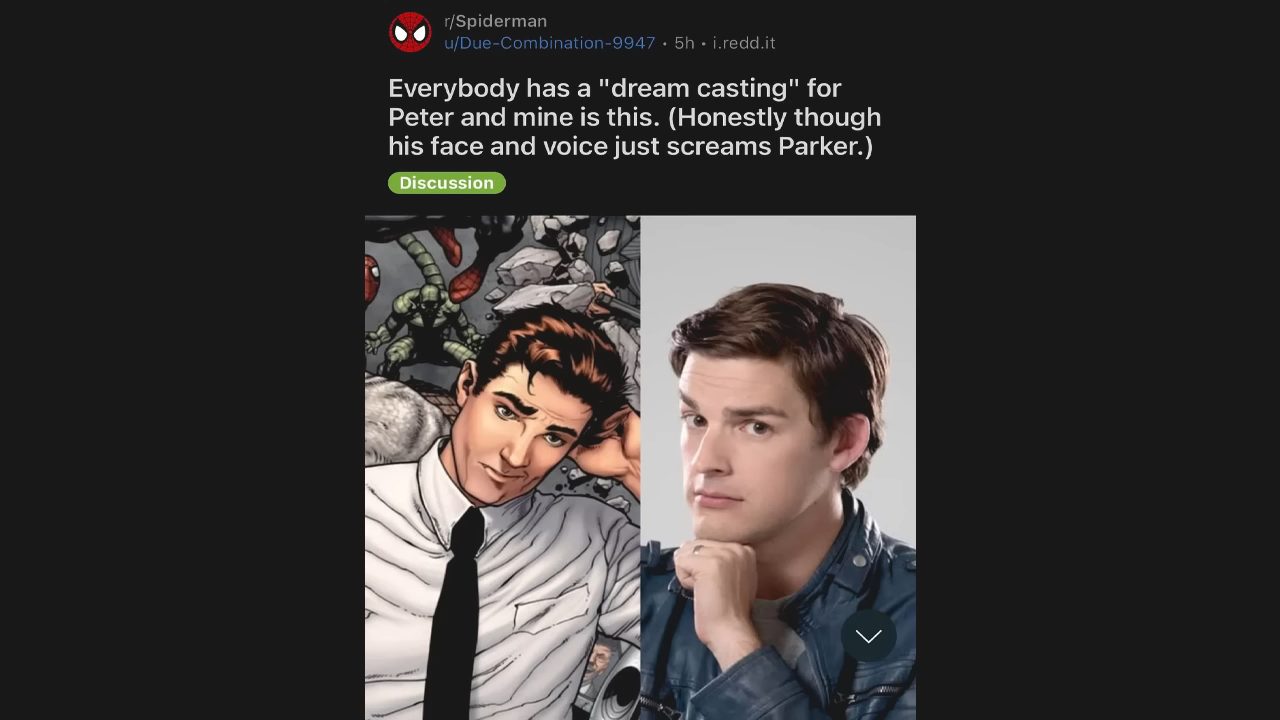 r/Spiderman
u/Due-Combination-9947 • 5h • i.redd.it
Everybody has a "dream casting" for
Peter and mine is this. (Honestly though
his face and voice just screams Parker.)
Discussion